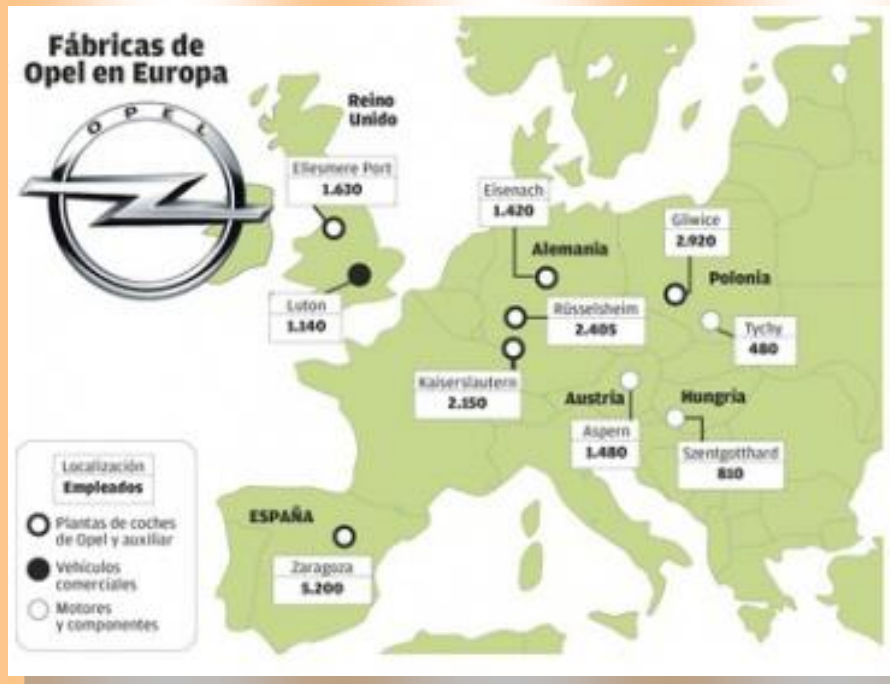 Fábricas de
Opel en Europa
OPEL
Reino
Unido
Ellesmere Port
1.630
Eisenach
1.420
Gliwice
2.920
Alemania
Polonia
Luton
1.140
Rüsselsheim
2.405
Tychy
480
Kaiserslautern
2.150
Austria
Hungría
Aspern
1.480
Szentgotthard
810
Localización
Empleados
Plantas de coches
de Opel y auxiliar
Vehículos
comerciales
Motores
y componentes
ESPAÑA
Zaragoza
5.200